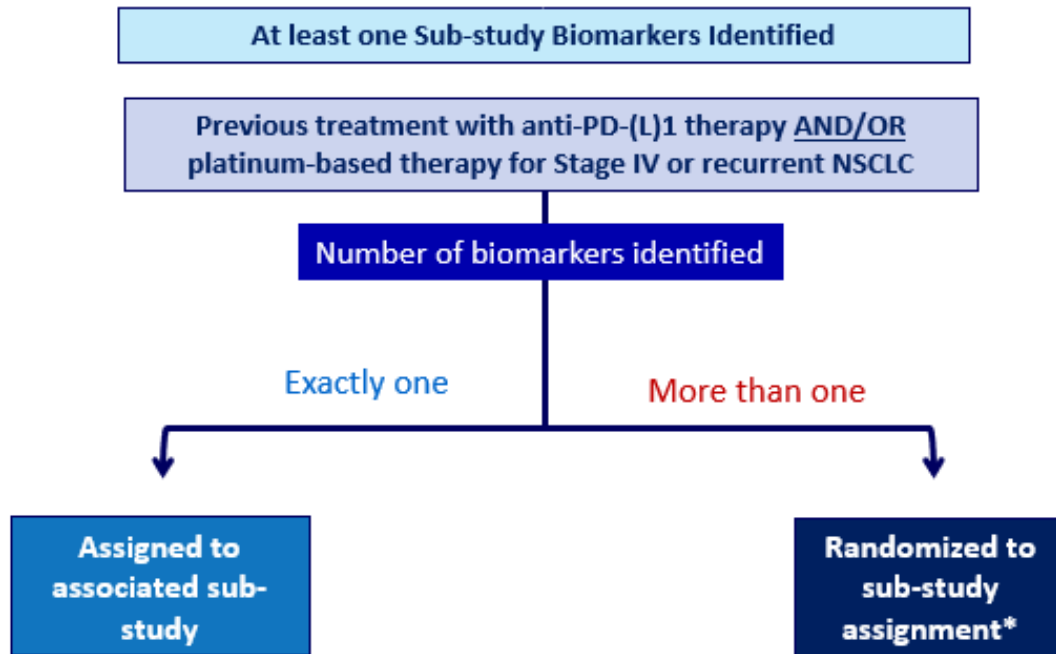 At least one Sub-study Biomarkers Identified
Previous treatment with anti-PD-(L)1 therapy AND/OR
platinum-based therapy for Stage IV or recurrent NSCLC
Number of biomarkers identified
Exactly one
More than one
Assigned to
associated sub-
study
Randomized to
sub-study
assignment*